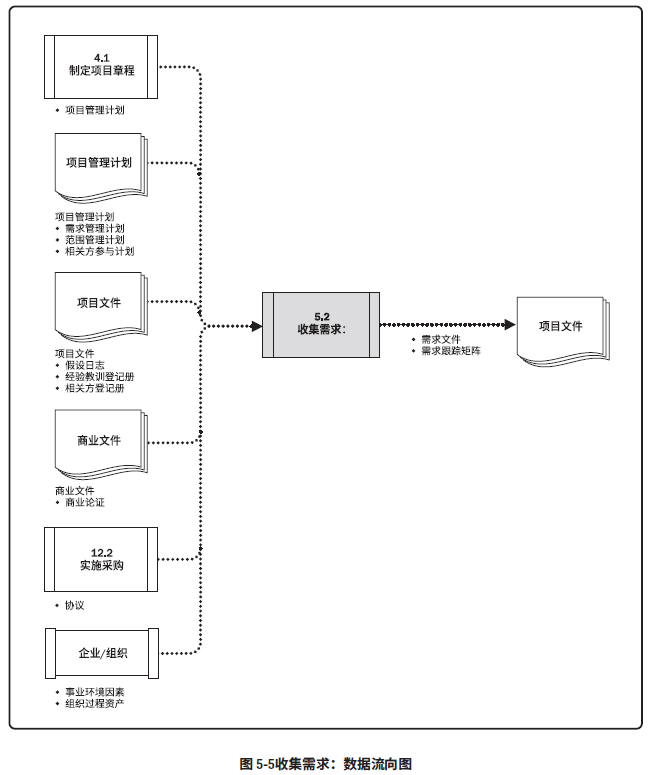 4.1
制定项目章程
• 项目管理计划
项目管理计划
项目管理计划
• 需求管理计划
• 范围管理计划
• 相关方参与计划
项目文件
项目文件
• 假设日志
• 经验教训登记册
• 相关方登记册
商业文件
商业文件
• 商业论证
12.2
实施采购
• 协议
企业/组织
• 事业环境因素
• 组织过程资产
5.2
收集需求：
• 需求文件
• 需求跟踪矩阵
项目文件
图 5-5收集需求：数据流向图